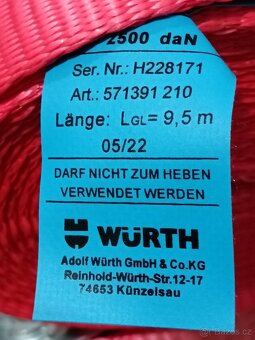 2500 daN
Ser. Nr.: H228171
Art.: 571391 210
Länge: LGL= 9,5 m
05/22
DARF NICHT ZUM HEBEN
VERWENDET WERDEN
WÜRTH
Adolf Würth GmbH & Co.KG
Reinhold-Würth-Str.12-17
74653 Künzelsau